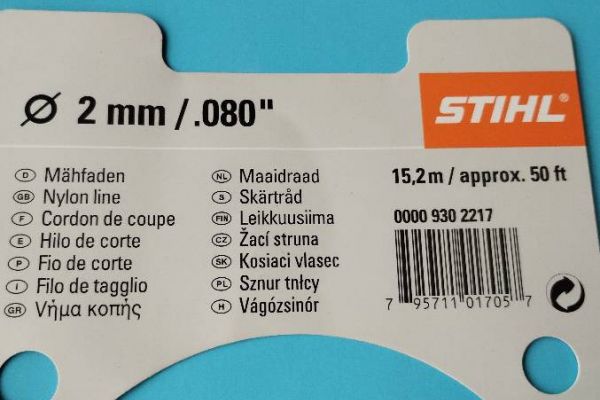 Ø 2 mm / .080"
STIHL®
D Mähfaden
GB Nylon line
F Cordon de coupe
E Hilo de corte
P Fio de corte
I Filo de tagglio
GR Νήμα κοπής
NL Maaidraad
S Skärtråd
FIN Leikkuusiima
CZ Žací struna
SK Kosiaci vlasec
PL Sznur tnłcy
H Vágózsinór
15,2 m / approx. 50 ft
0000 930 2217
7 95711 01705 7